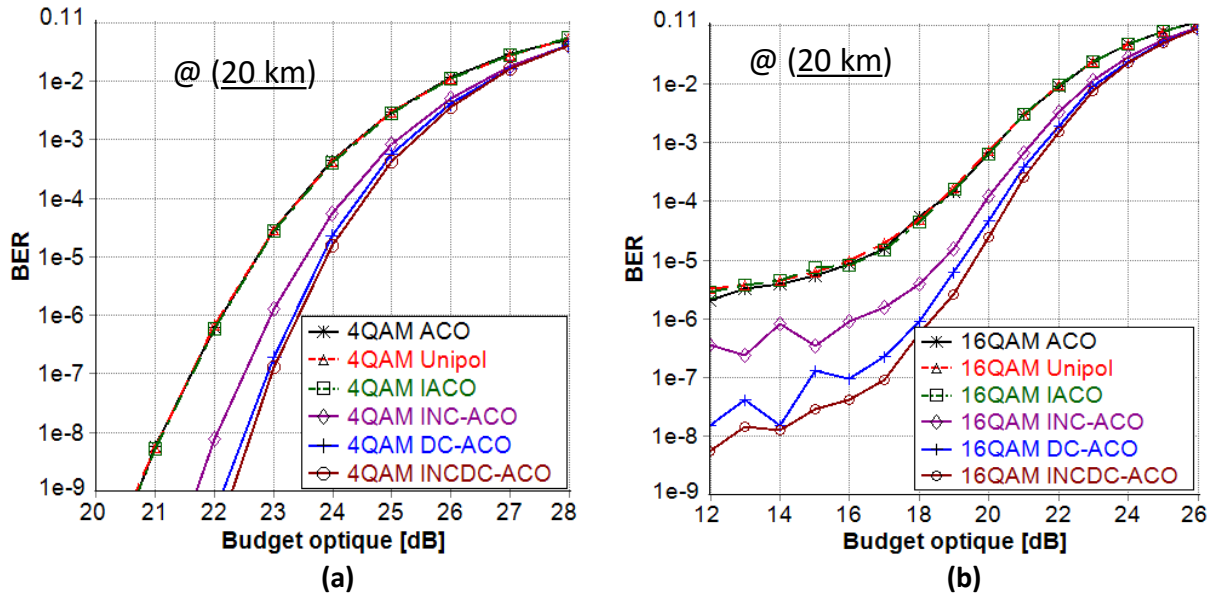 0.11
1e-2
1e-3
1e-4
1e-5
1e-6
1e-7
1e-8
1e-9
BER
@ (20 km)
4QAM ACO
4QAM Unipol
4QAM IACO
4QAM INC-ACO
4QAM DC-ACO
4QAM INCDC-ACO
20 21 22 23 24 25 26 27 28
Budget optique [dB]
(a)
0.11
1e-2
1e-3
1e-4
1e-5
1e-6
1e-7
1e-8
1e-9
BER
@ (20 km)
16QAM ACO
16QAM Unipol
16QAM IACO
16QAM INC-ACO
16QAM DC-ACO
16QAM INCDC-ACO
12 14 16 18 20 22 24 26
Budget optique [dB]
(b)